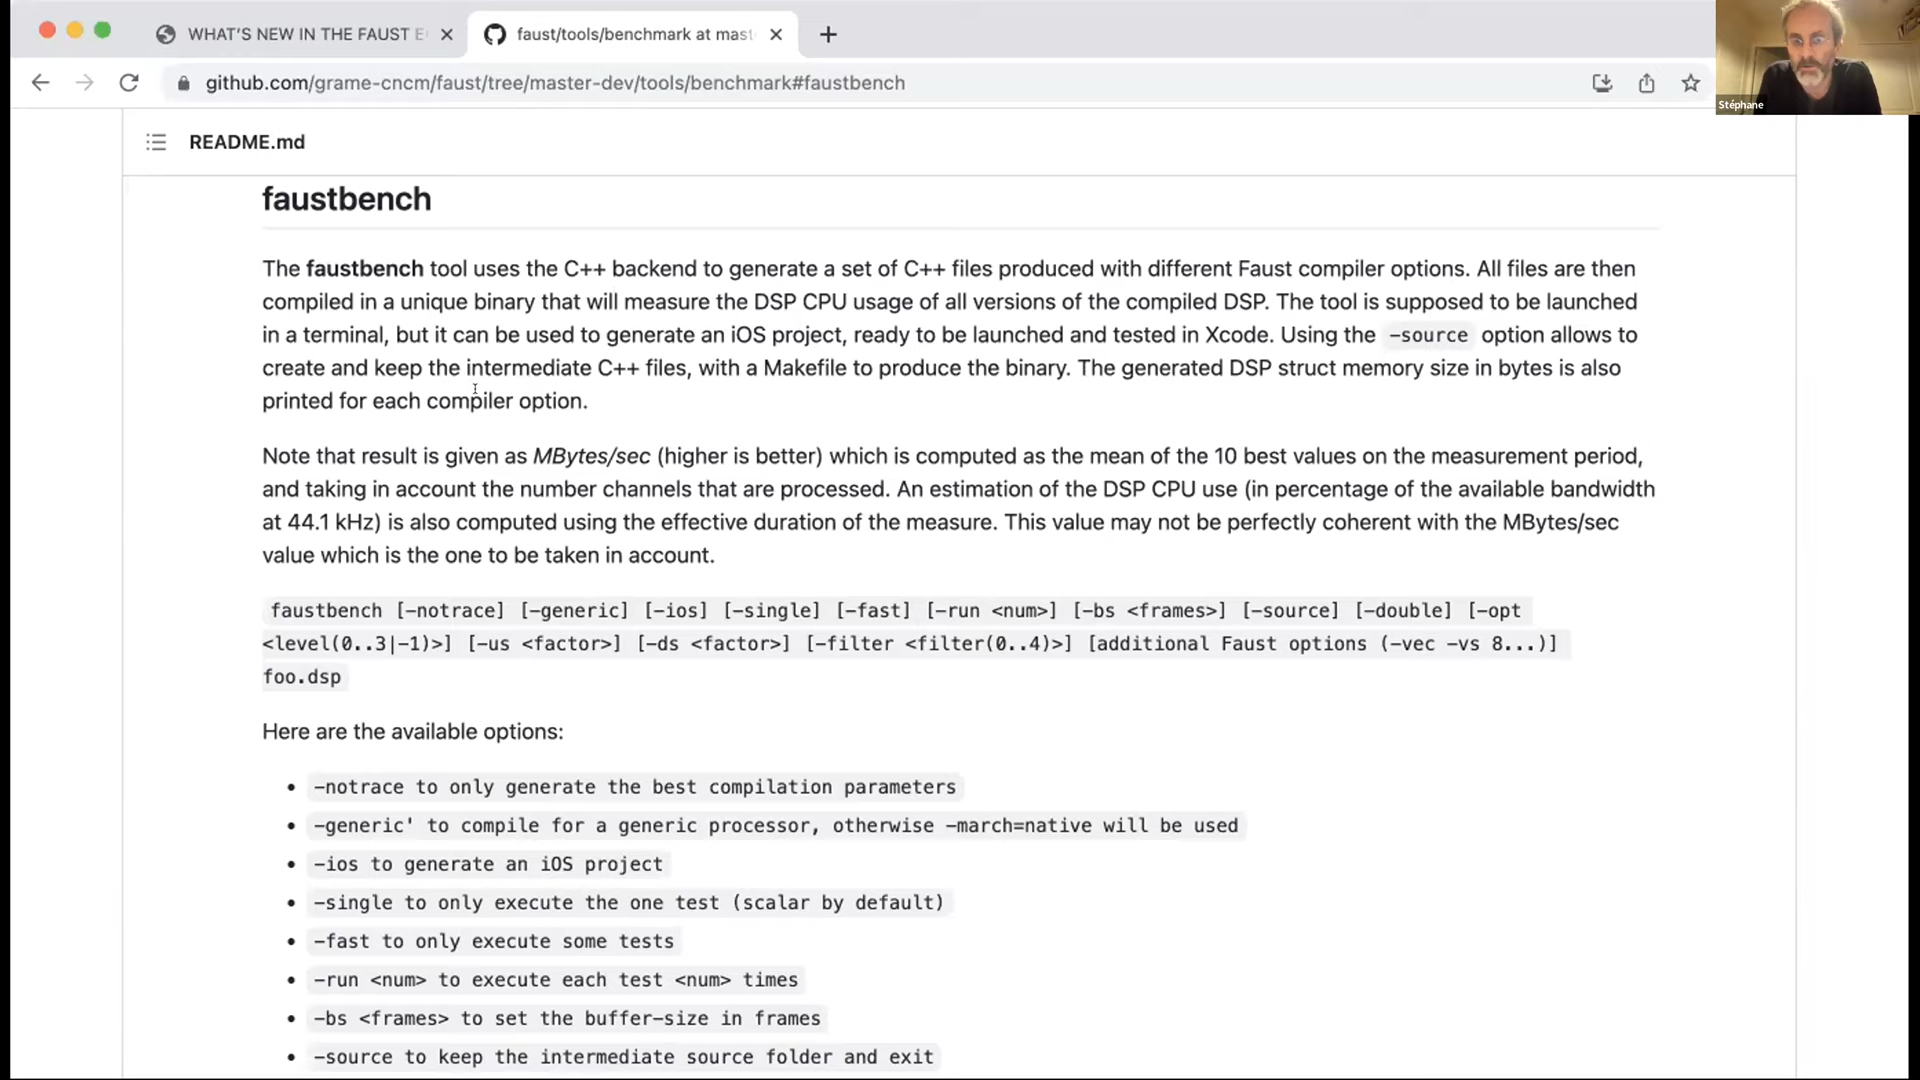 WHAT'S NEW IN THE FAUST E
faust/tools/benchmark at mast
github.com/grame-cncm/faust/tree/master-dev/tools/benchmark#faustbench
Stéphane
README.md
faustbench
The faustbench tool uses the C++ backend to generate a set of C++ files produced with different Faust compiler options. All files are then
compiled in a unique binary that will measure the DSP CPU usage of all versions of the compiled DSP. The tool is supposed to be launched
in a terminal, but it can be used to generate an iOS project, ready to be launched and tested in Xcode. Using the -source option allows to
create and keep the intermediate C++ files, with a Makefile to produce the binary. The generated DSP struct memory size in bytes is also
printed for each compiler option.
Note that result is given as MBytes/sec (higher is better) which is computed as the mean of the 10 best values on the measurement period,
and taking in account the number channels that are processed. An estimation of the DSP CPU use (in percentage of the available bandwidth
at 44.1 kHz) is also computed using the effective duration of the measure. This value may not be perfectly coherent with the MBytes/sec
value which is the one to be taken in account.
faustbench [-notrace] [-generic] [-ios] [-single] [-fast] [-run <num>] [-bs <frames>] [-source] [-double] [-opt
<level(0..3|-1)>] [-us <factor>] [-ds <factor>] [-filter <filter(0..4)>] [additional Faust options (-vec -vs 8...)]
foo.dsp
Here are the available options:
• -notrace to only generate the best compilation parameters
• -generic' to compile for a generic processor, otherwise -march=native will be used
• -ios to generate an iOS project
• -single to only execute the one test (scalar by default)
• -fast to only execute some tests
• -run <num> to execute each test <num> times
• -bs <frames> to set the buffer-size in frames
• -source to keep the intermediate source folder and exit